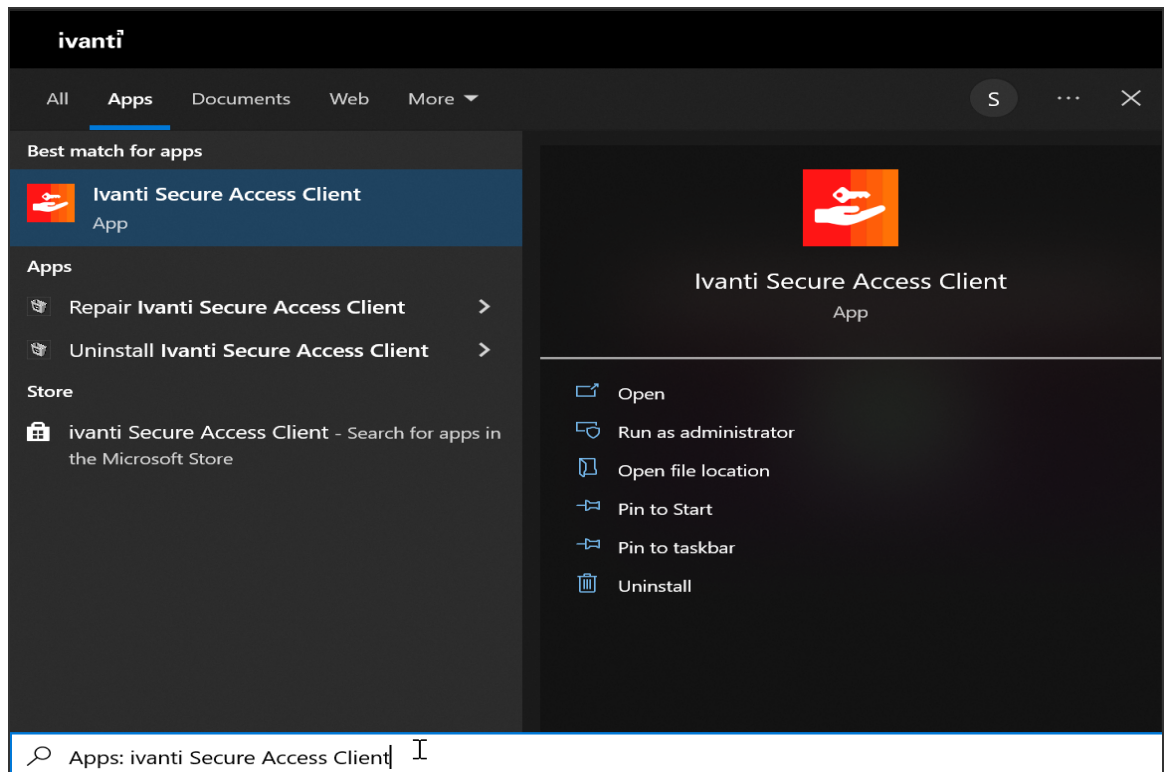 ivanti
All Apps Documents Web More S ... 
Best match for apps
Ivanti Secure Access Client
App
Apps
Repair Ivanti Secure Access Client
Uninstall Ivanti Secure Access Client
Store
ivanti Secure Access Client - Search for apps in
the Microsoft Store
Ivanti Secure Access Client
App
Open
Run as administrator
Open file location
Pin to Start
Pin to taskbar
Uninstall
Apps: ivanti Secure Access Client